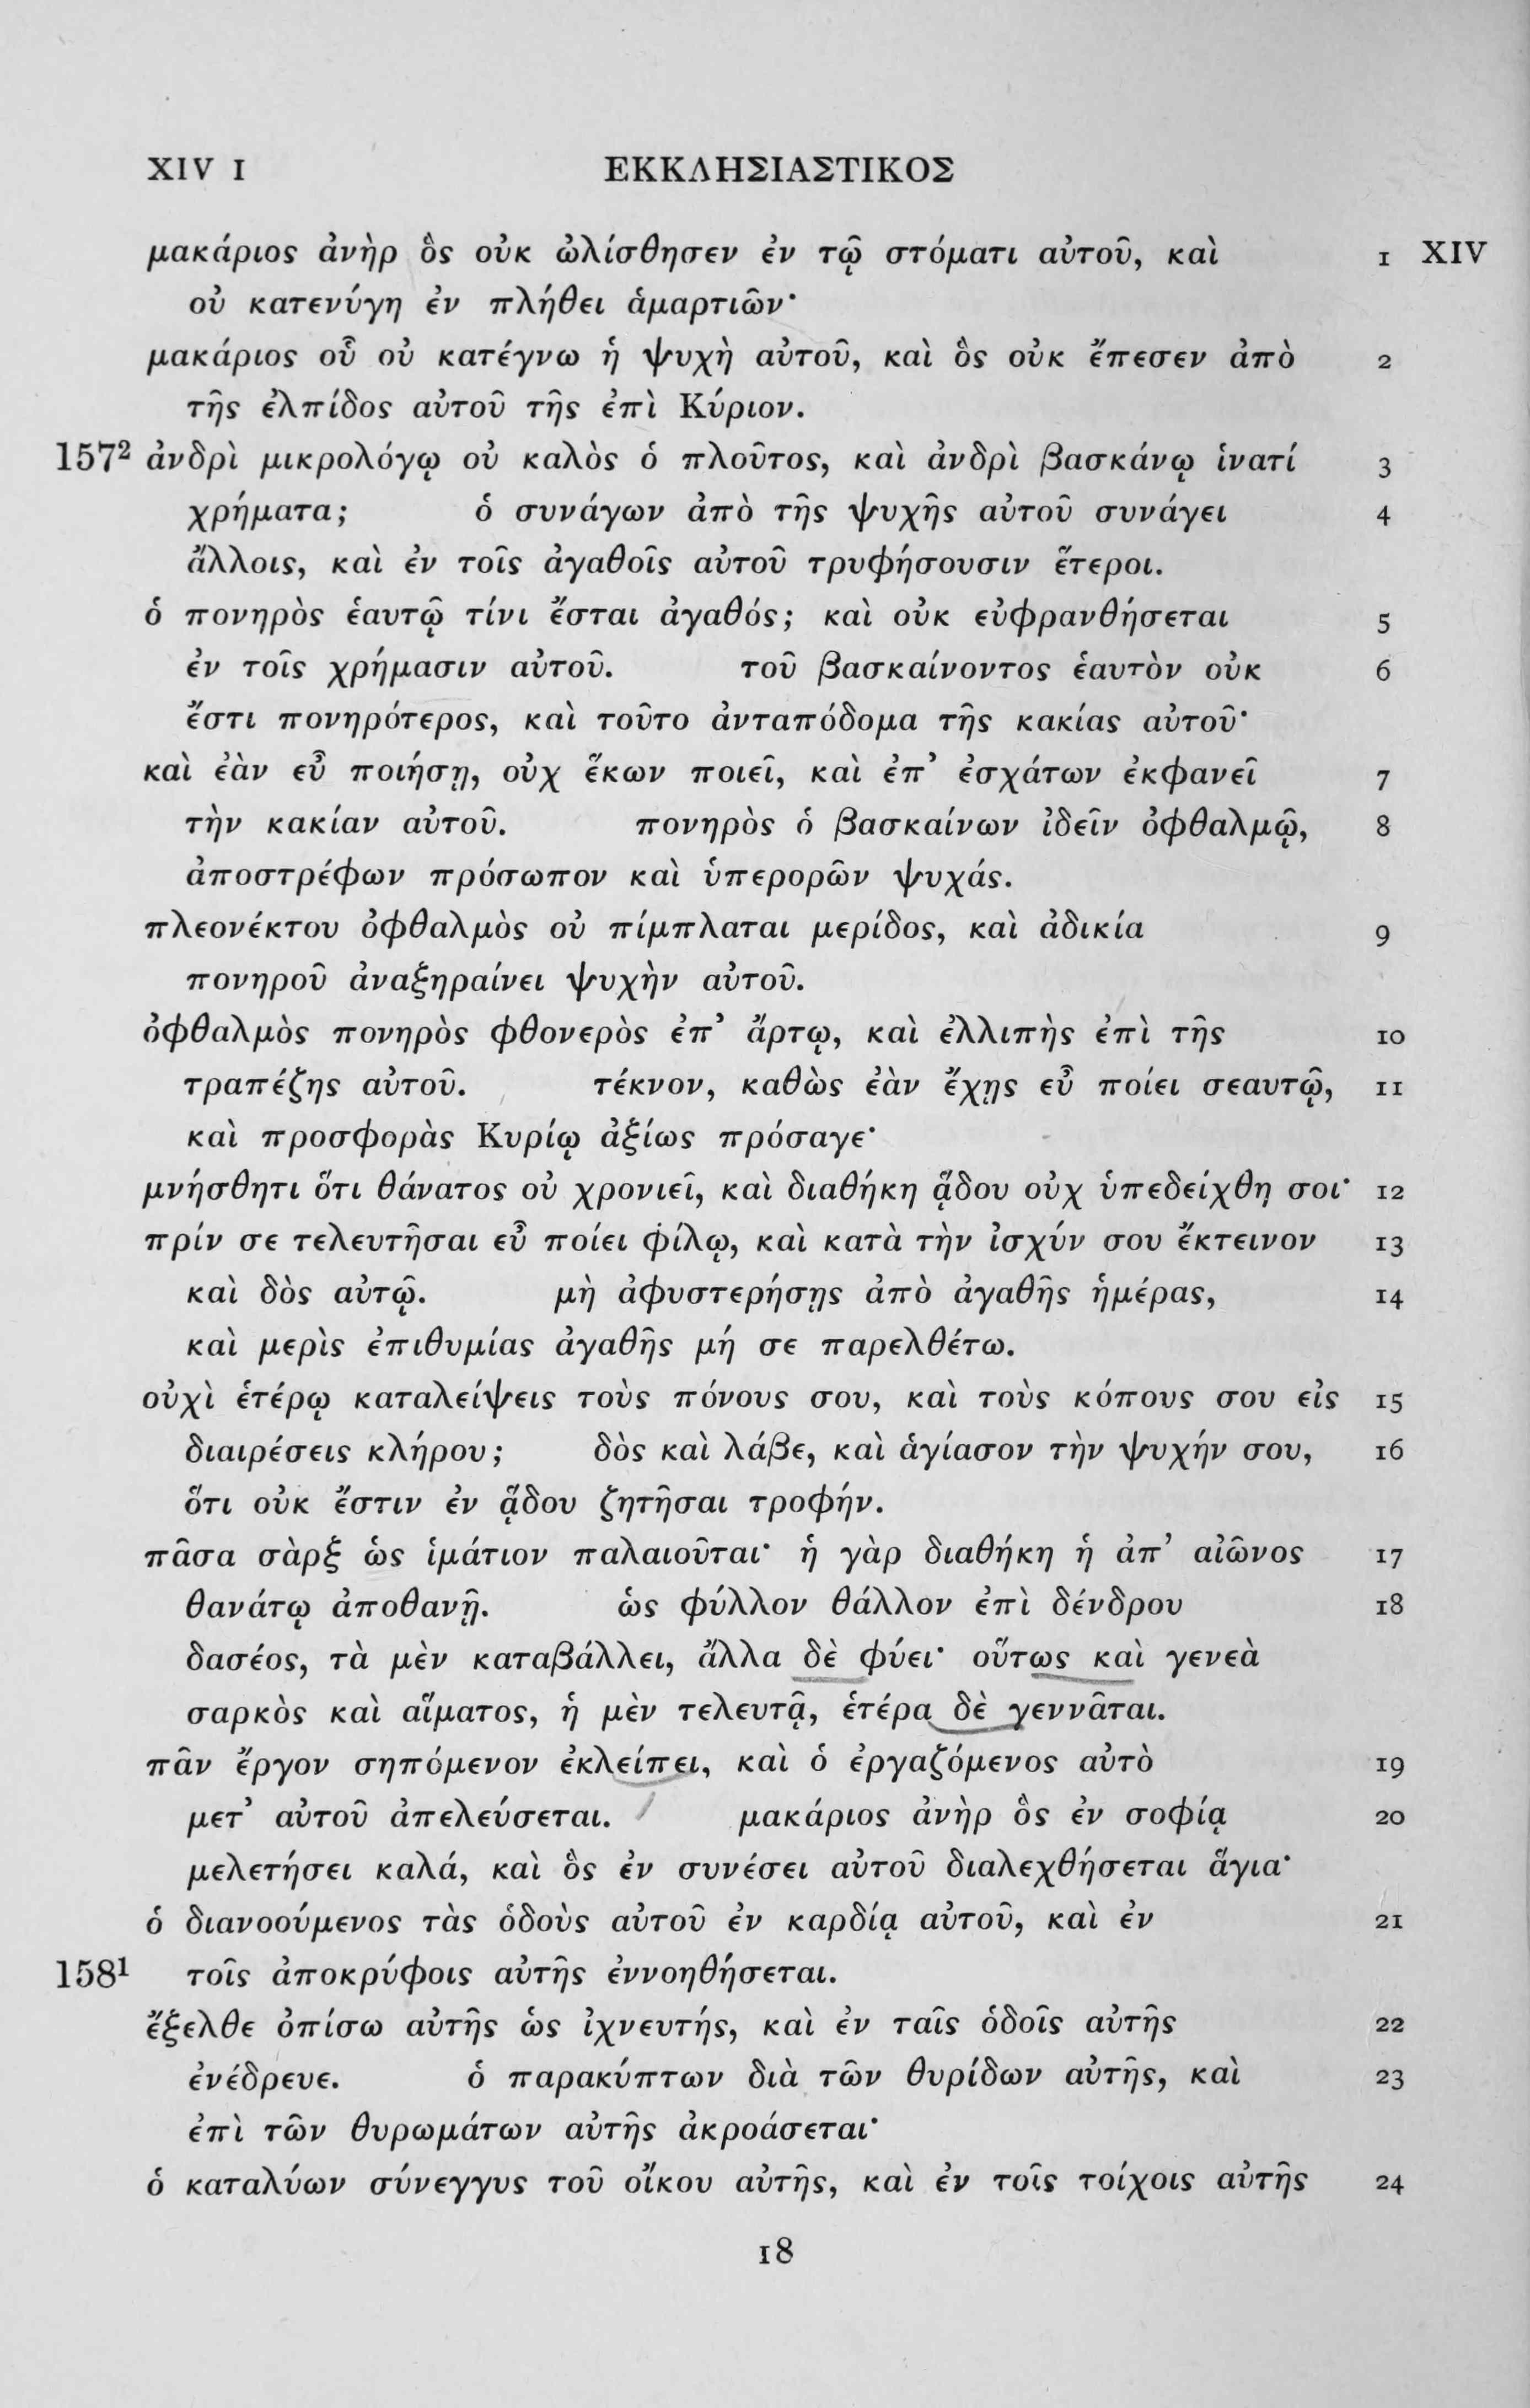 XIV 1 ΕΚΚΛΗΣΙΑΣΤΙΚΟΣ
μακάριος ἀνὴρ ὃς οὐκ ὠλίσθησεν ἐν τῷ στόματι αὐτοῦ, καὶ 1 XIV
οὐ κατενύγη ἐν πλήθει ἁμαρτιῶν·
μακάριος οὗ οὐ κατέγνω ἡ ψυχὴ αὐτοῦ, καὶ ὃς οὐκ ἔπεσεν ἀπὸ 2
τῆς ἐλπίδος αὐτοῦ τῆς ἐπὶ Κύριον.
157² ἀνδρὶ μικρολόγῳ οὐ καλὸς ὁ πλοῦτος, καὶ ἀνδρὶ βασκάνῳ ἱνατί 3
χρήματα; ὁ συνάγων ἀπὸ τῆς ψυχῆς αὐτοῦ συνάγει 4
ἄλλοις, καὶ ἐν τοῖς ἀγαθοῖς αὐτοῦ τρυφήσουσιν ἕτεροι.
ὁ πονηρὸς ἑαυτῷ τίνι ἔσται ἀγαθός; καὶ οὐκ εὐφρανθήσεται 5
ἐν τοῖς χρήμασιν αὐτοῦ. τοῦ βασκαίνοντος ἑαυτὸν οὐκ 6
ἔστι πονηρότερος, καὶ τοῦτο ἀνταπόδομα τῆς κακίας αὐτοῦ·
καὶ ἐὰν εὖ ποιήσῃ, οὐχ ἕκων ποιεῖ, καὶ ἐπ’ ἐσχάτων ἐκφανεῖ 7
τὴν κακίαν αὐτοῦ. πονηρὸς ὁ βασκαίνων ἰδεῖν ὀφθαλμῷ, 8
ἀποστρέφων πρόσωπον καὶ ὑπερορῶν ψυχάς.
πλεονέκτου ὀφθαλμὸς οὐ πίμπλαται μερίδος, καὶ ἀδικία 9
πονηροῦ ἀναξηραίνει ψυχὴν αὐτοῦ.
ὀφθαλμὸς πονηρὸς φθονερὸς ἐπ’ ἄρτῳ, καὶ ἐλλιπὴς ἐπὶ τῆς 10
τραπέζης αὐτοῦ. τέκνον, καθὼς ἐὰν ἔχῃς εὖ ποίει σεαυτῷ, 11
καὶ προσφορὰς Κυρίῳ ἀξίως πρόσαγε·
μνήσθητι ὅτι θάνατος οὐ χρονιεῖ, καὶ διαθήκη ᾅδου οὐχ ὑπεδείχθη σοι· 12
πρίν σε τελευτῆσαι εὖ ποίει φίλῳ, καὶ κατὰ τὴν ἰσχύν σου ἔκτεινον 13
καὶ δὸς αὐτῷ. μὴ ἀφυστερήσῃς ἀπὸ ἀγαθῆς ἡμέρας, 14
καὶ μερὶς ἐπιθυμίας ἀγαθῆς μή σε παρελθέτω.
οὐχὶ ἑτέρῳ καταλείψεις τοὺς πόνους σου, καὶ τοὺς κόπους σου εἰς 15
διαιρέσεις κλήρου; δὸς καὶ λάβε, καὶ ἁγίασον τὴν ψυχήν σου, 16
ὅτι οὐκ ἔστιν ἐν ᾅδου ζητῆσαι τροφήν.
πᾶσα σὰρξ ὡς ἱμάτιον παλαιοῦται· ἡ γὰρ διαθήκη ἡ ἀπ’ αἰῶνος 17
θανάτῳ ἀποθανῇ. ὡς φύλλον θάλλον ἐπὶ δένδρου 18
δασέος, τὰ μὲν καταβάλλει, ἄλλα δὲ φύει· οὕτως καὶ γενεὰ
σαρκὸς καὶ αἵματος, ἡ μὲν τελευτᾷ, ἑτέρα δὲ γεννᾶται.
πᾶν ἔργον σηπόμενον ἐκλείπει, καὶ ὁ ἐργαζόμενος αὐτὸ 19
μετ’ αὐτοῦ ἀπελεύσεται. μακάριος ἀνὴρ ὃς ἐν σοφίᾳ 20
μελετήσει καλά, καὶ ὃς ἐν συνέσει αὐτοῦ διαλεχθήσεται ἅγια·
ὁ διανοούμενος τὰς ὁδοὺς αὐτοῦ ἐν καρδίᾳ αὐτοῦ, καὶ ἐν 21
158¹ τοῖς ἀποκρύφοις αὐτῆς ἐννοηθήσεται.
ἔξελθε ὀπίσω αὐτῆς ὡς ἰχνευτής, καὶ ἐν ταῖς ὁδοῖς αὐτῆς 22
ἐνέδρευε. ὁ παρακύπτων διὰ τῶν θυρίδων αὐτῆς, καὶ 23
ἐπὶ τῶν θυρωμάτων αὐτῆς ἀκροάσεται·
ὁ καταλύων σύνεγγυς τοῦ οἴκου αὐτῆς, καὶ ἐν τοῖς τοίχοις αὐτῆς 24
18